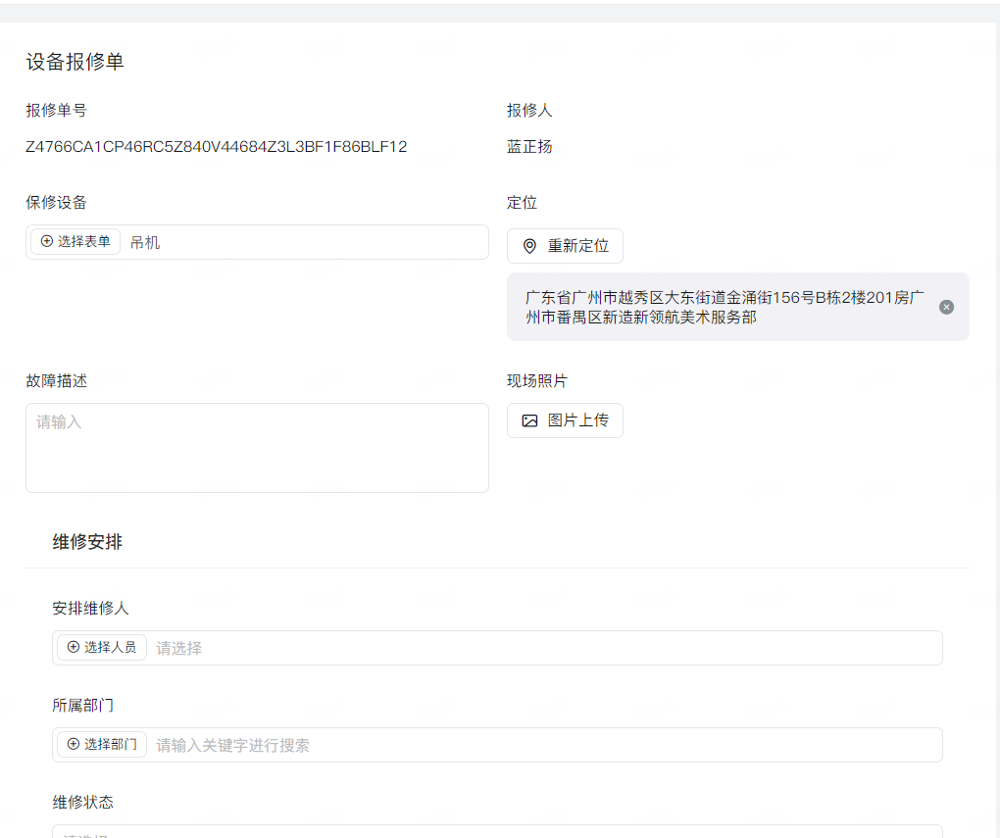 设备报修单
报修单号
报修人
Z4766CA1CP46RC5Z840V44684Z3L3BF1F86BLF12
蓝正扬
保修设备
定位
选择表单 吊机
重新定位
广东省广州市越秀区大东街道金涌街156号B栋2楼201房广
州市番禺区新造新领航美术服务部
故障描述
现场照片
请输入
图片上传
维修安排
安排维修人
选择人员 请选择
所属部门
选择部门 请输入关键字进行搜索
维修状态